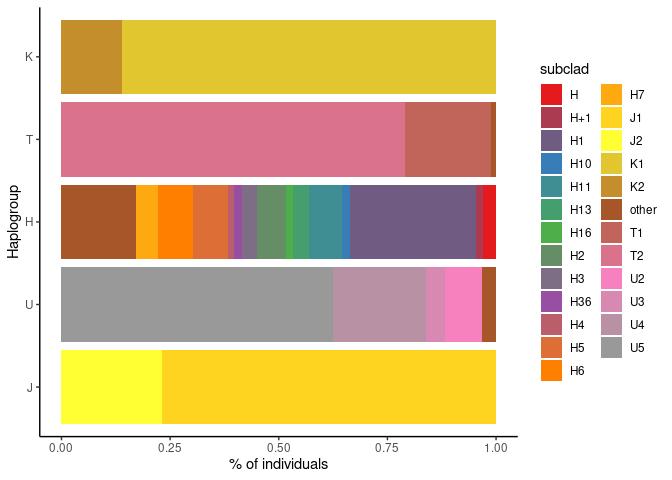 Haplogroup
K
T
H
U
J
0.00 0.25 0.50 0.75 1.00
% of individuals
subclad
H
H+1
H1
H10
H11
H13
H16
H2
H3
H36
H4
H5
H6
H7
J1
J2
K1
K2
other
T1
T2
U2
U3
U4
U5